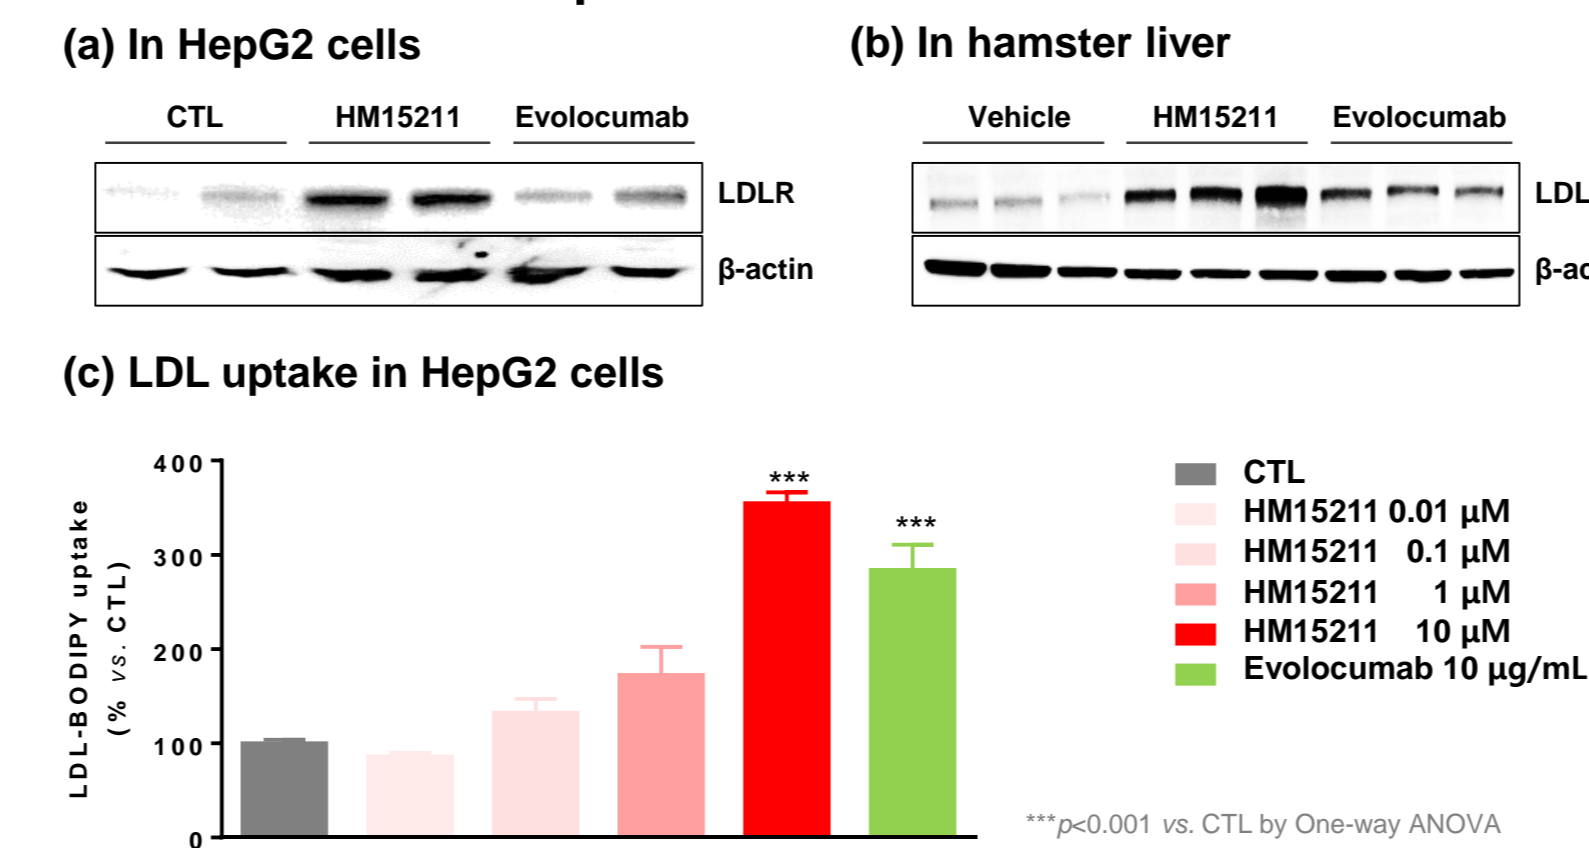 (a) In HepG2 cells
(b) In hamster liver
CTL
HM15211
Evolocumab
Vehicle
HM15211
Evolocumab
LDLR
LDL
β-actin
β-ac
(c) LDL uptake in HepG2 cells
LDL-BODIPY uptake
(% vs. CTL)
400
300
200
100
0
***
***
CTL
HM15211 0.01 μM
HM15211 0.1 μM
HM15211 1 μM
HM15211 10 μM
Evolocumab 10 μg/mL
***p<0.001 vs. CTL by One-way ANOVA